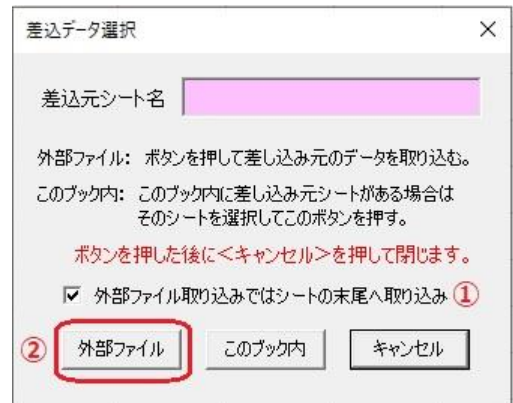 差込データ選択
差込元シート名
外部ファイル: ボタンを押して差し込み元のデータを取り込む。
このブック内: このブック内に差し込み元シートがある場合は
そのシートを選択してこのボタンを押す。
ボタンを押した後に<キャンセル>を押して閉じます。
外部ファイル取り込みではシートの末尾へ取り込み ①
② 外部ファイル このブック内 キャンセル